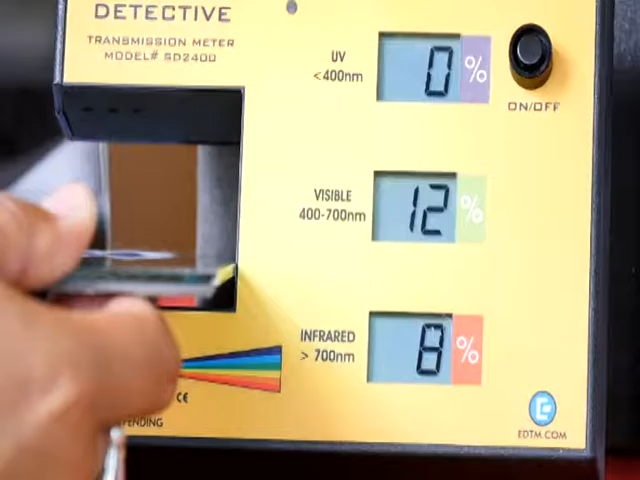 DETECTIVE
TRANSMISSION METER
MODEL# SD2400
UV
<400nm
0 %
ON/OFF
VISIBLE
400-700nm
12 %
INFRARED
> 700nm
8 %
CE
PENDING
EDTM.COM